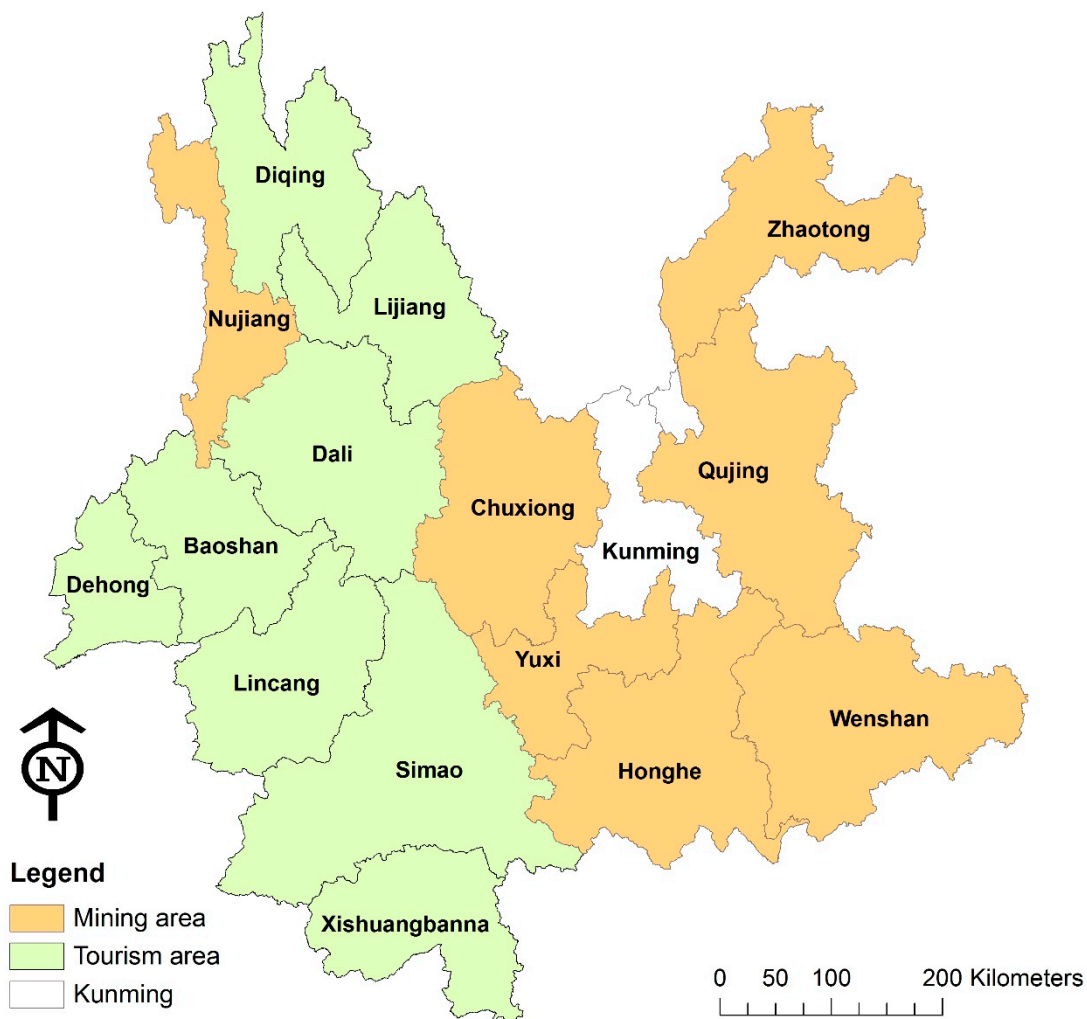 Diqing
Zhaotong
Lijiang
Nujiang
Dali
Qujing
Chuxiong
Baoshan
Kunming
Dehong
Yuxi
Lincang
Wenshan
Simao
Honghe
N
Legend
Mining area
Xishuangbanna
Tourism area
Kunming
0 50 100 200 Kilometers